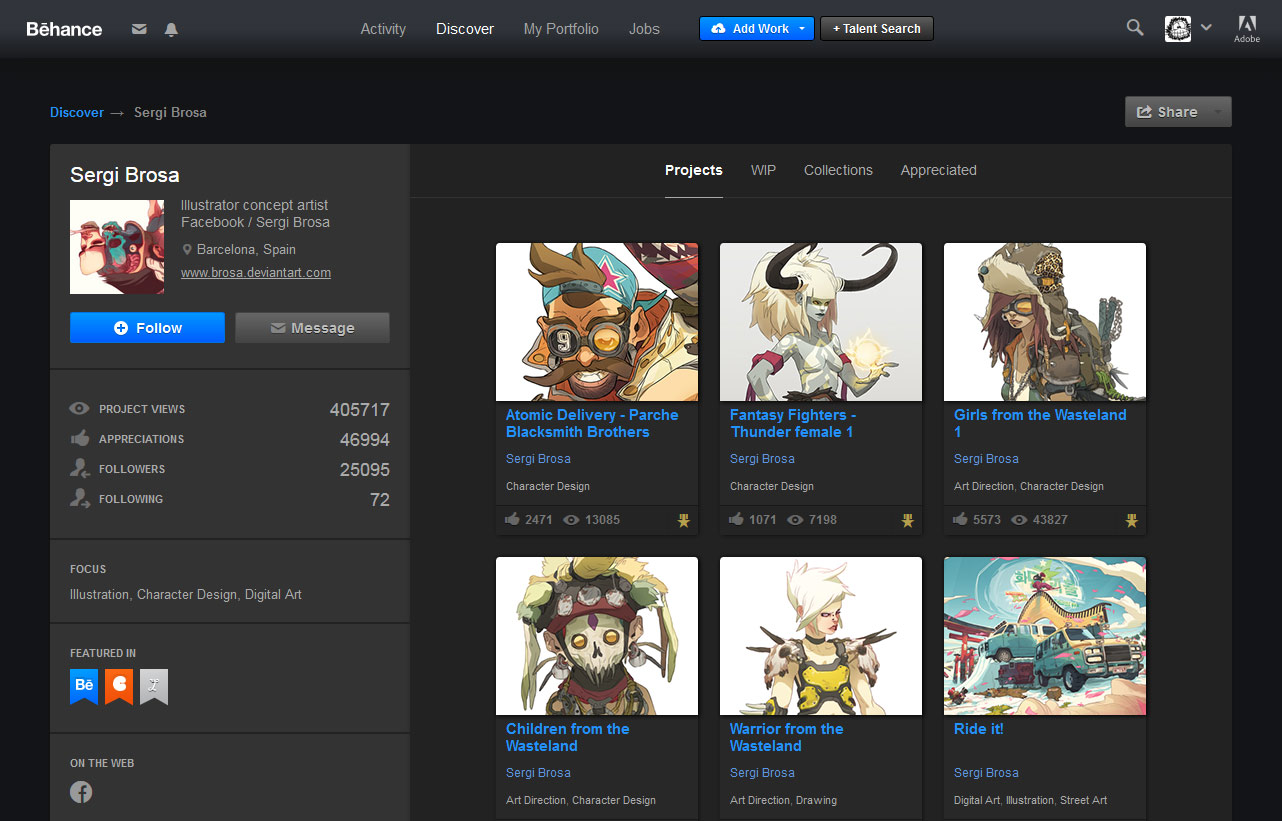 Bēhance
Activity
Discover
My Portfolio
Jobs
Add Work
+ Talent Search
Adobe
Discover → Sergi Brosa
Share
Sergi Brosa
Illustrator concept artist
Facebook / Sergi Brosa
Barcelona, Spain
www.brosa.deviantart.com
Follow
Message
PROJECT VIEWS 405717
APPRECIATIONS 46994
FOLLOWERS 25095
FOLLOWING 72
FOCUS
Illustration, Character Design, Digital Art
FEATURED IN
Bē
ON THE WEB
Projects
WIP
Collections
Appreciated
9
Atomic Delivery - Parche
Blacksmith Brothers
Sergi Brosa
Character Design
2471 13085
Fantasy Fighters -
Thunder female 1
Sergi Brosa
Character Design
1071 7198
Girls from the Wasteland
1
Sergi Brosa
Art Direction, Character Design
5573 43827
Children from the
Wasteland
Sergi Brosa
Art Direction, Character Design
Warrior from the
Wasteland
Sergi Brosa
Art Direction, Drawing
Ride it!
Sergi Brosa
Digital Art, Illustration, Street Art